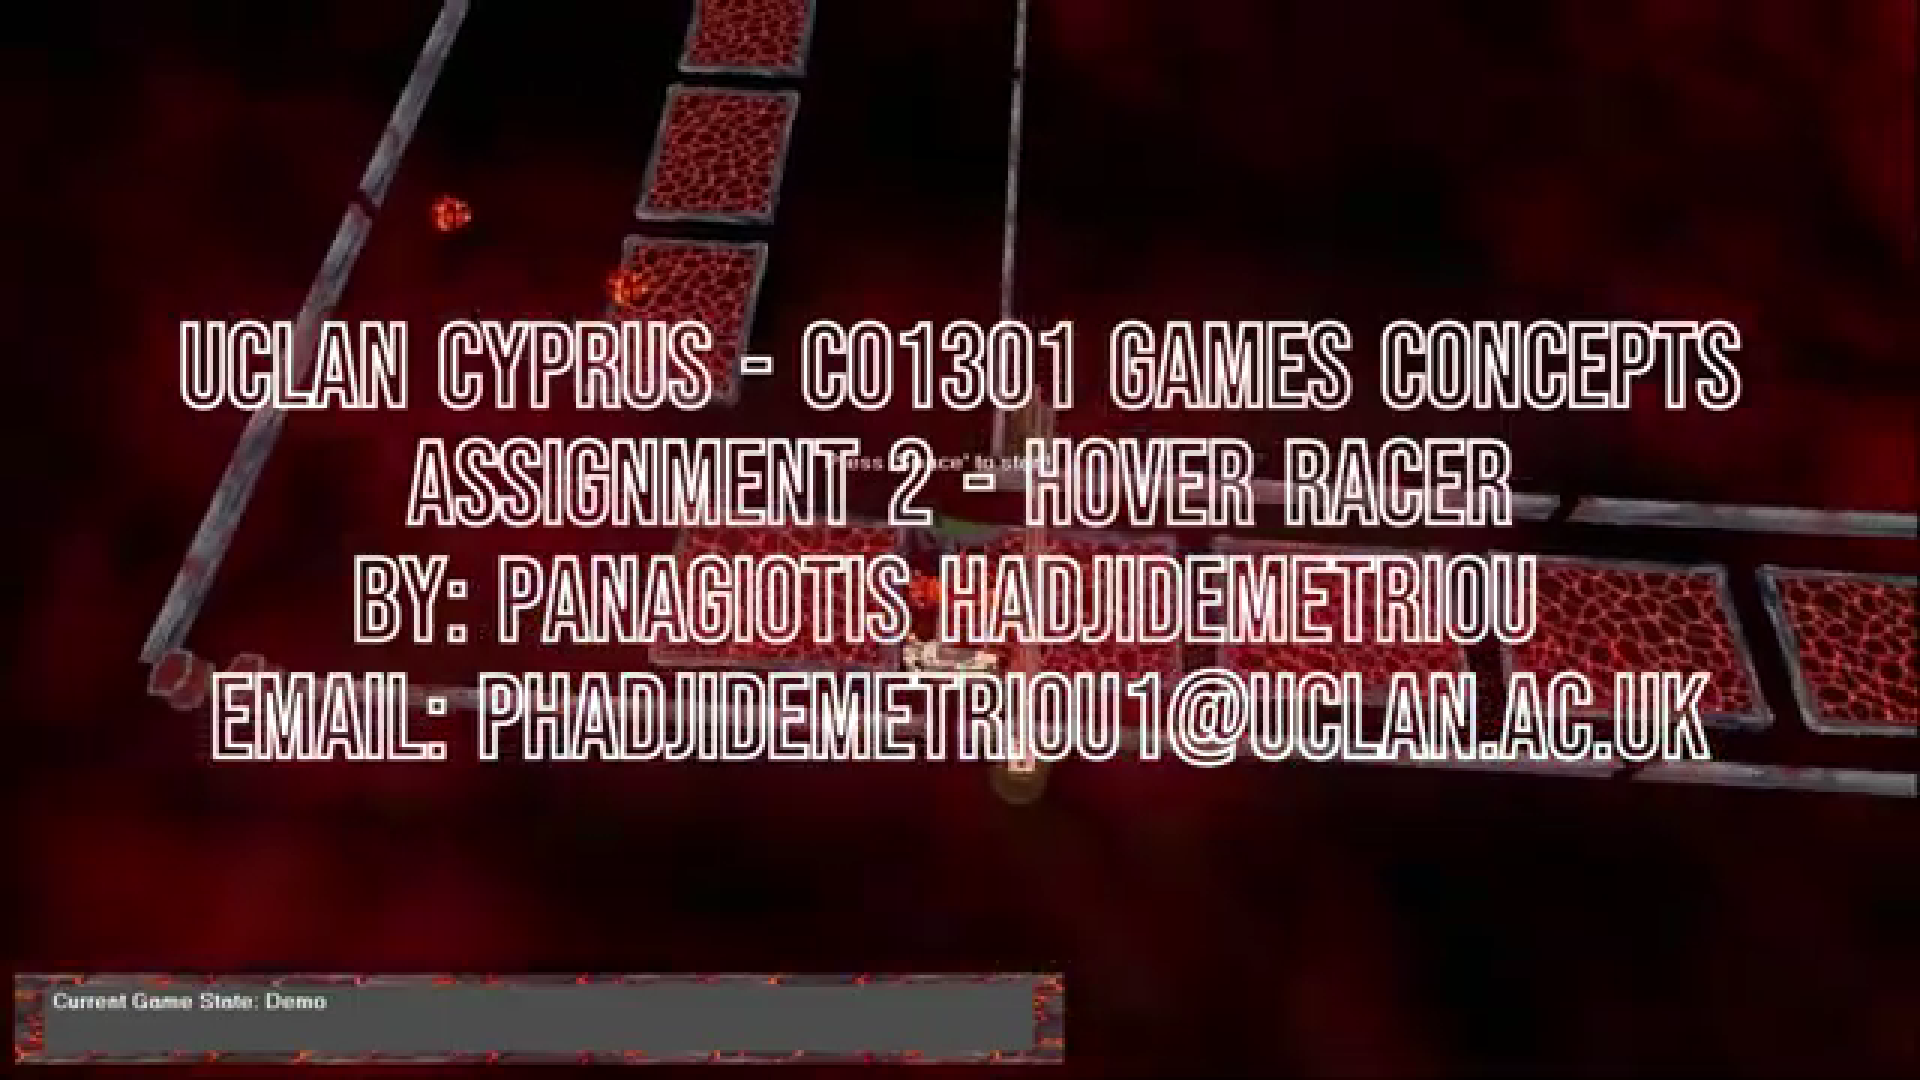 UCLAN CYPRUS - CO1301 GAMES CONCEPTS
ASSIGNMENT 2 - HOVER RACER
BY: PANAGIOTIS HADJIDEMETRIOU
EMAIL: PHADJIDEMETRIOU1@UCLAN.AC.UK
Current Game State: Demo